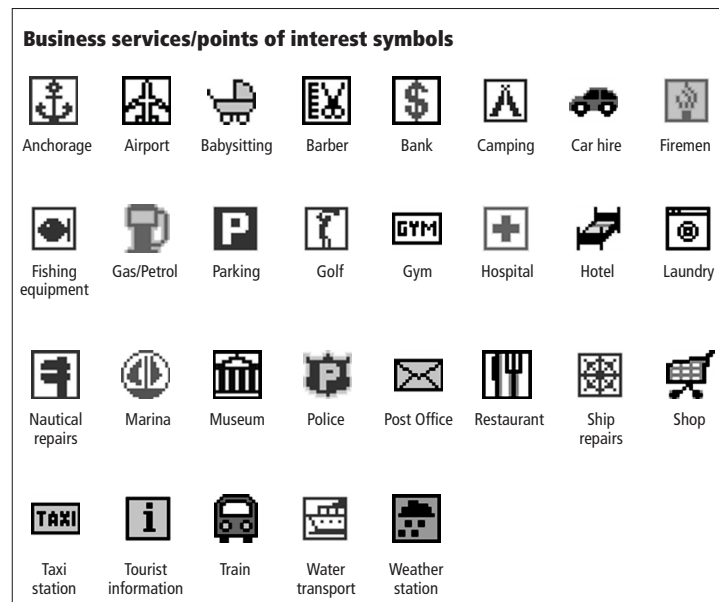 Business services/points of interest symbols
$
Anchorage Airport Babysitting Barber Bank Camping Car hire Firemen
P GYM
Fishing equipment Gas/Petrol Parking Golf Gym Hospital Hotel Laundry
P
Nautical repairs Marina Museum Police Post Office Restaurant Ship repairs Shop
TAXI i
Taxi station Tourist information Train Water transport Weather station